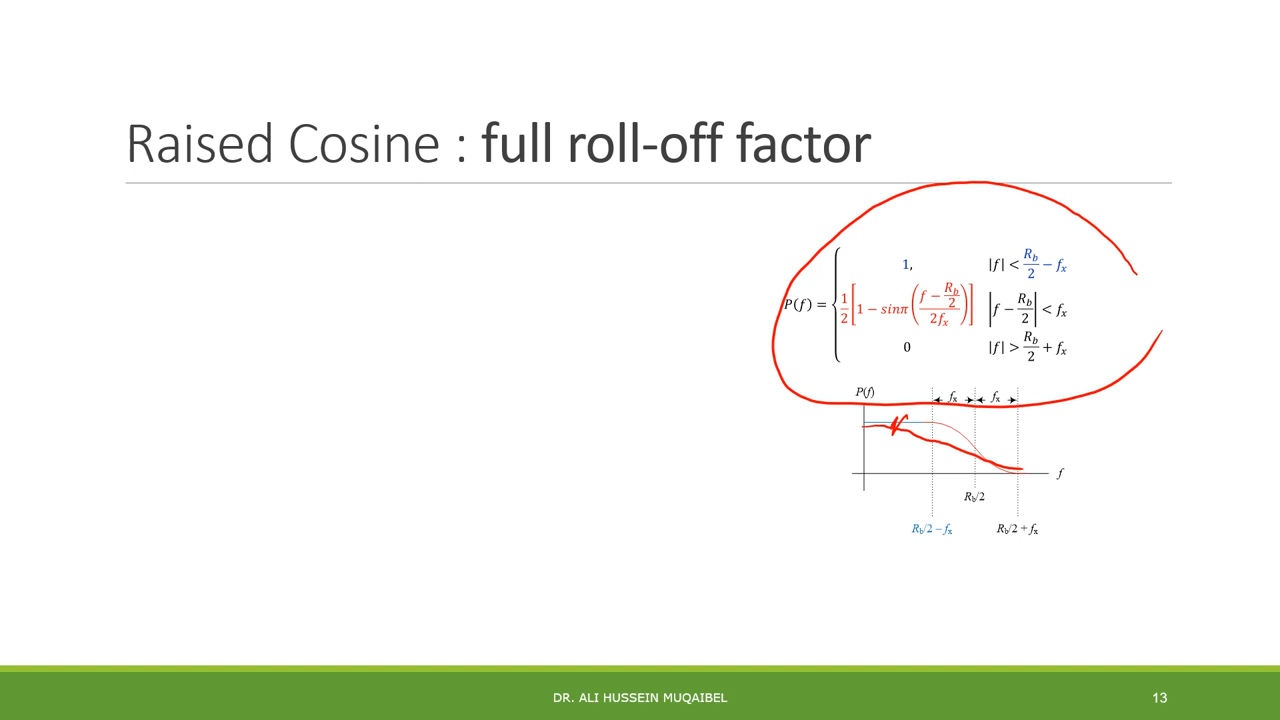 Raised Cosine : full roll-off factor
1, |f| < R_b/2 − f_x
P(f) = { 1/2 [1 − sinπ ((f − R_b/2)/(2f_x))] |f − R_b/2| < f_x
0 |f| > R_b/2 + f_x
P(f) f_x f_x
f
R_b/2
R_b/2 – f_x R_b/2 + f_x
DR. ALI HUSSEIN MUQAIBEL 13